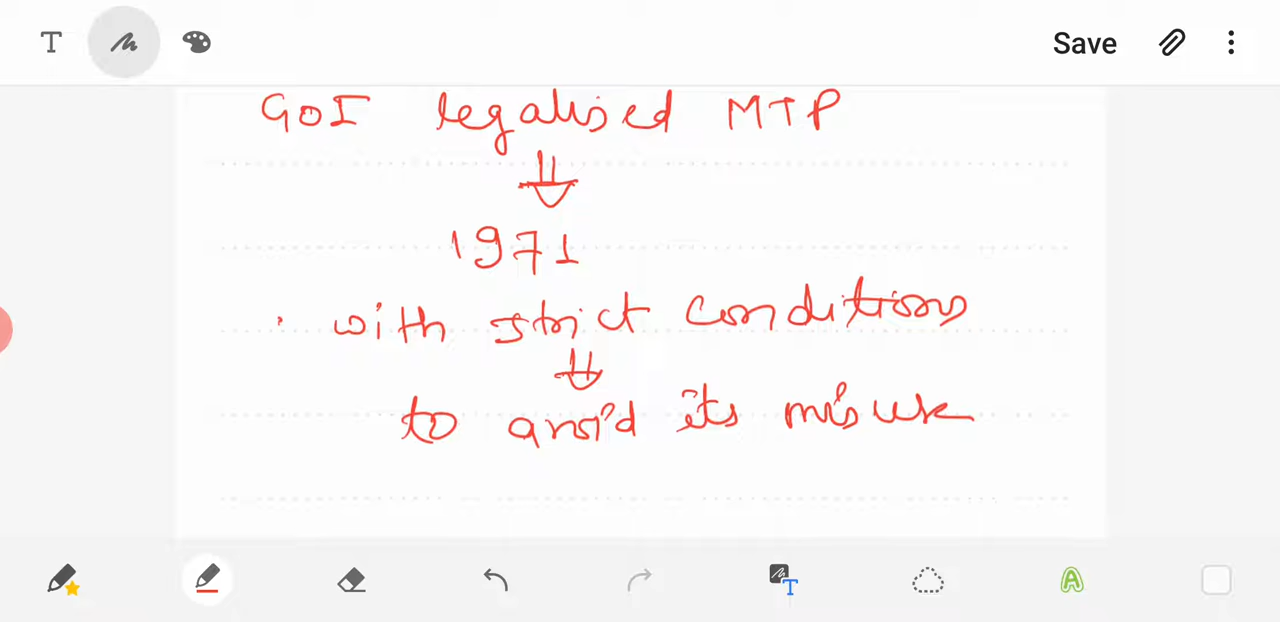 T Save
GOI legalised MTP
1971
with strict conditions
to avoid its misuse
T
A